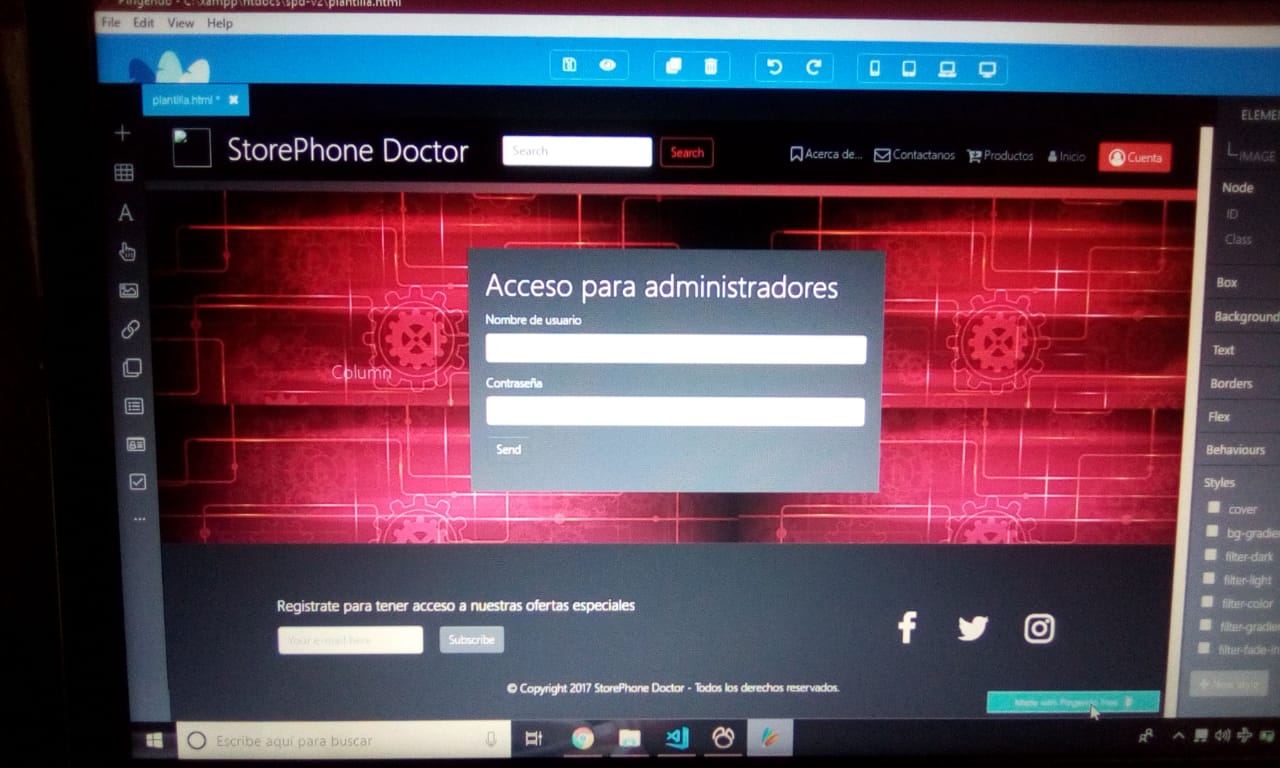 Pingendo - C:\xampp\htdocs\spd-v2\plantilla.html
File Edit View Help
plantilla.html *
StorePhone Doctor
Search
Search
Acerca de...
Contactanos
Productos
Inicio
Cuenta
Acceso para administradores
Nombre de usuario
Contraseña
Send
Column
Registrate para tener acceso a nuestras ofertas especiales
Your e-mail here
Subscribe
© Copyright 2017 StorePhone Doctor - Todos los derechos reservados.
Made with Pingendo Free
ELEME
IMAGE
Node
ID
Class
Box
Background
Text
Borders
Flex
Behaviours
Styles
cover
bg-gradie
filter-dark
filter-light
filter-color
filter-gradie
filter-fade-in
+ New style
Escribe aquí para buscar